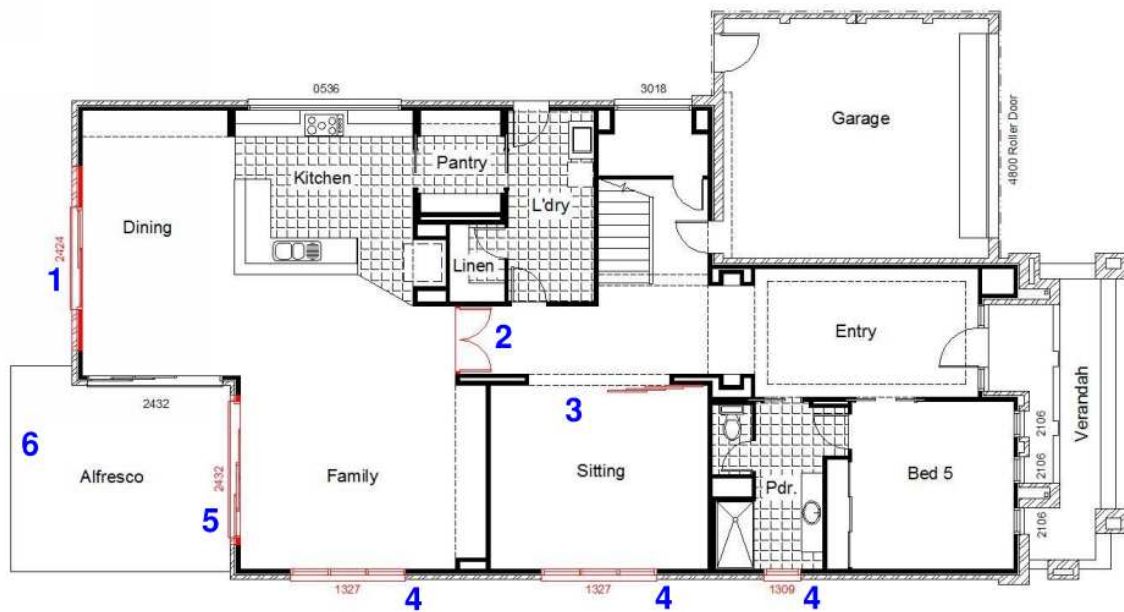 0536
3018
Garage
4800 Roller Door
Kitchen
Pantry
Dining
L'dry
2424
1
Linen
2
Entry
2432
3
6
Alfresco
2432
5
Family
Sitting
Pdr.
Bed 5
2106
2106
2106
Verandah
1327
4
1327
4
1309
4